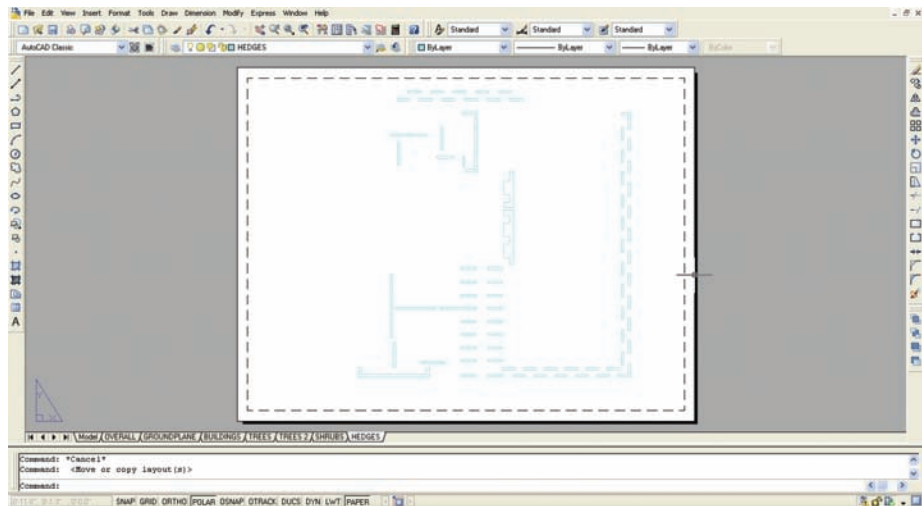 File Edit View Insert Format Tools Draw Dimension Modify Express Window Help
Standard Standard Standard
AutoCAD Classic HEDGES ByLayer ByLayer ByLayer ByColor
A
Model OVERALL GROUNDPLANE BUILDINGS TREES TREES 2 SHRUBS HEDGES
Command: *Cancel*
Command: <Move or copy layout(s)>
Command:
SNAP GRID ORTHO POLAR OSNAP OTRACK DUCS DYN LWT PAPER